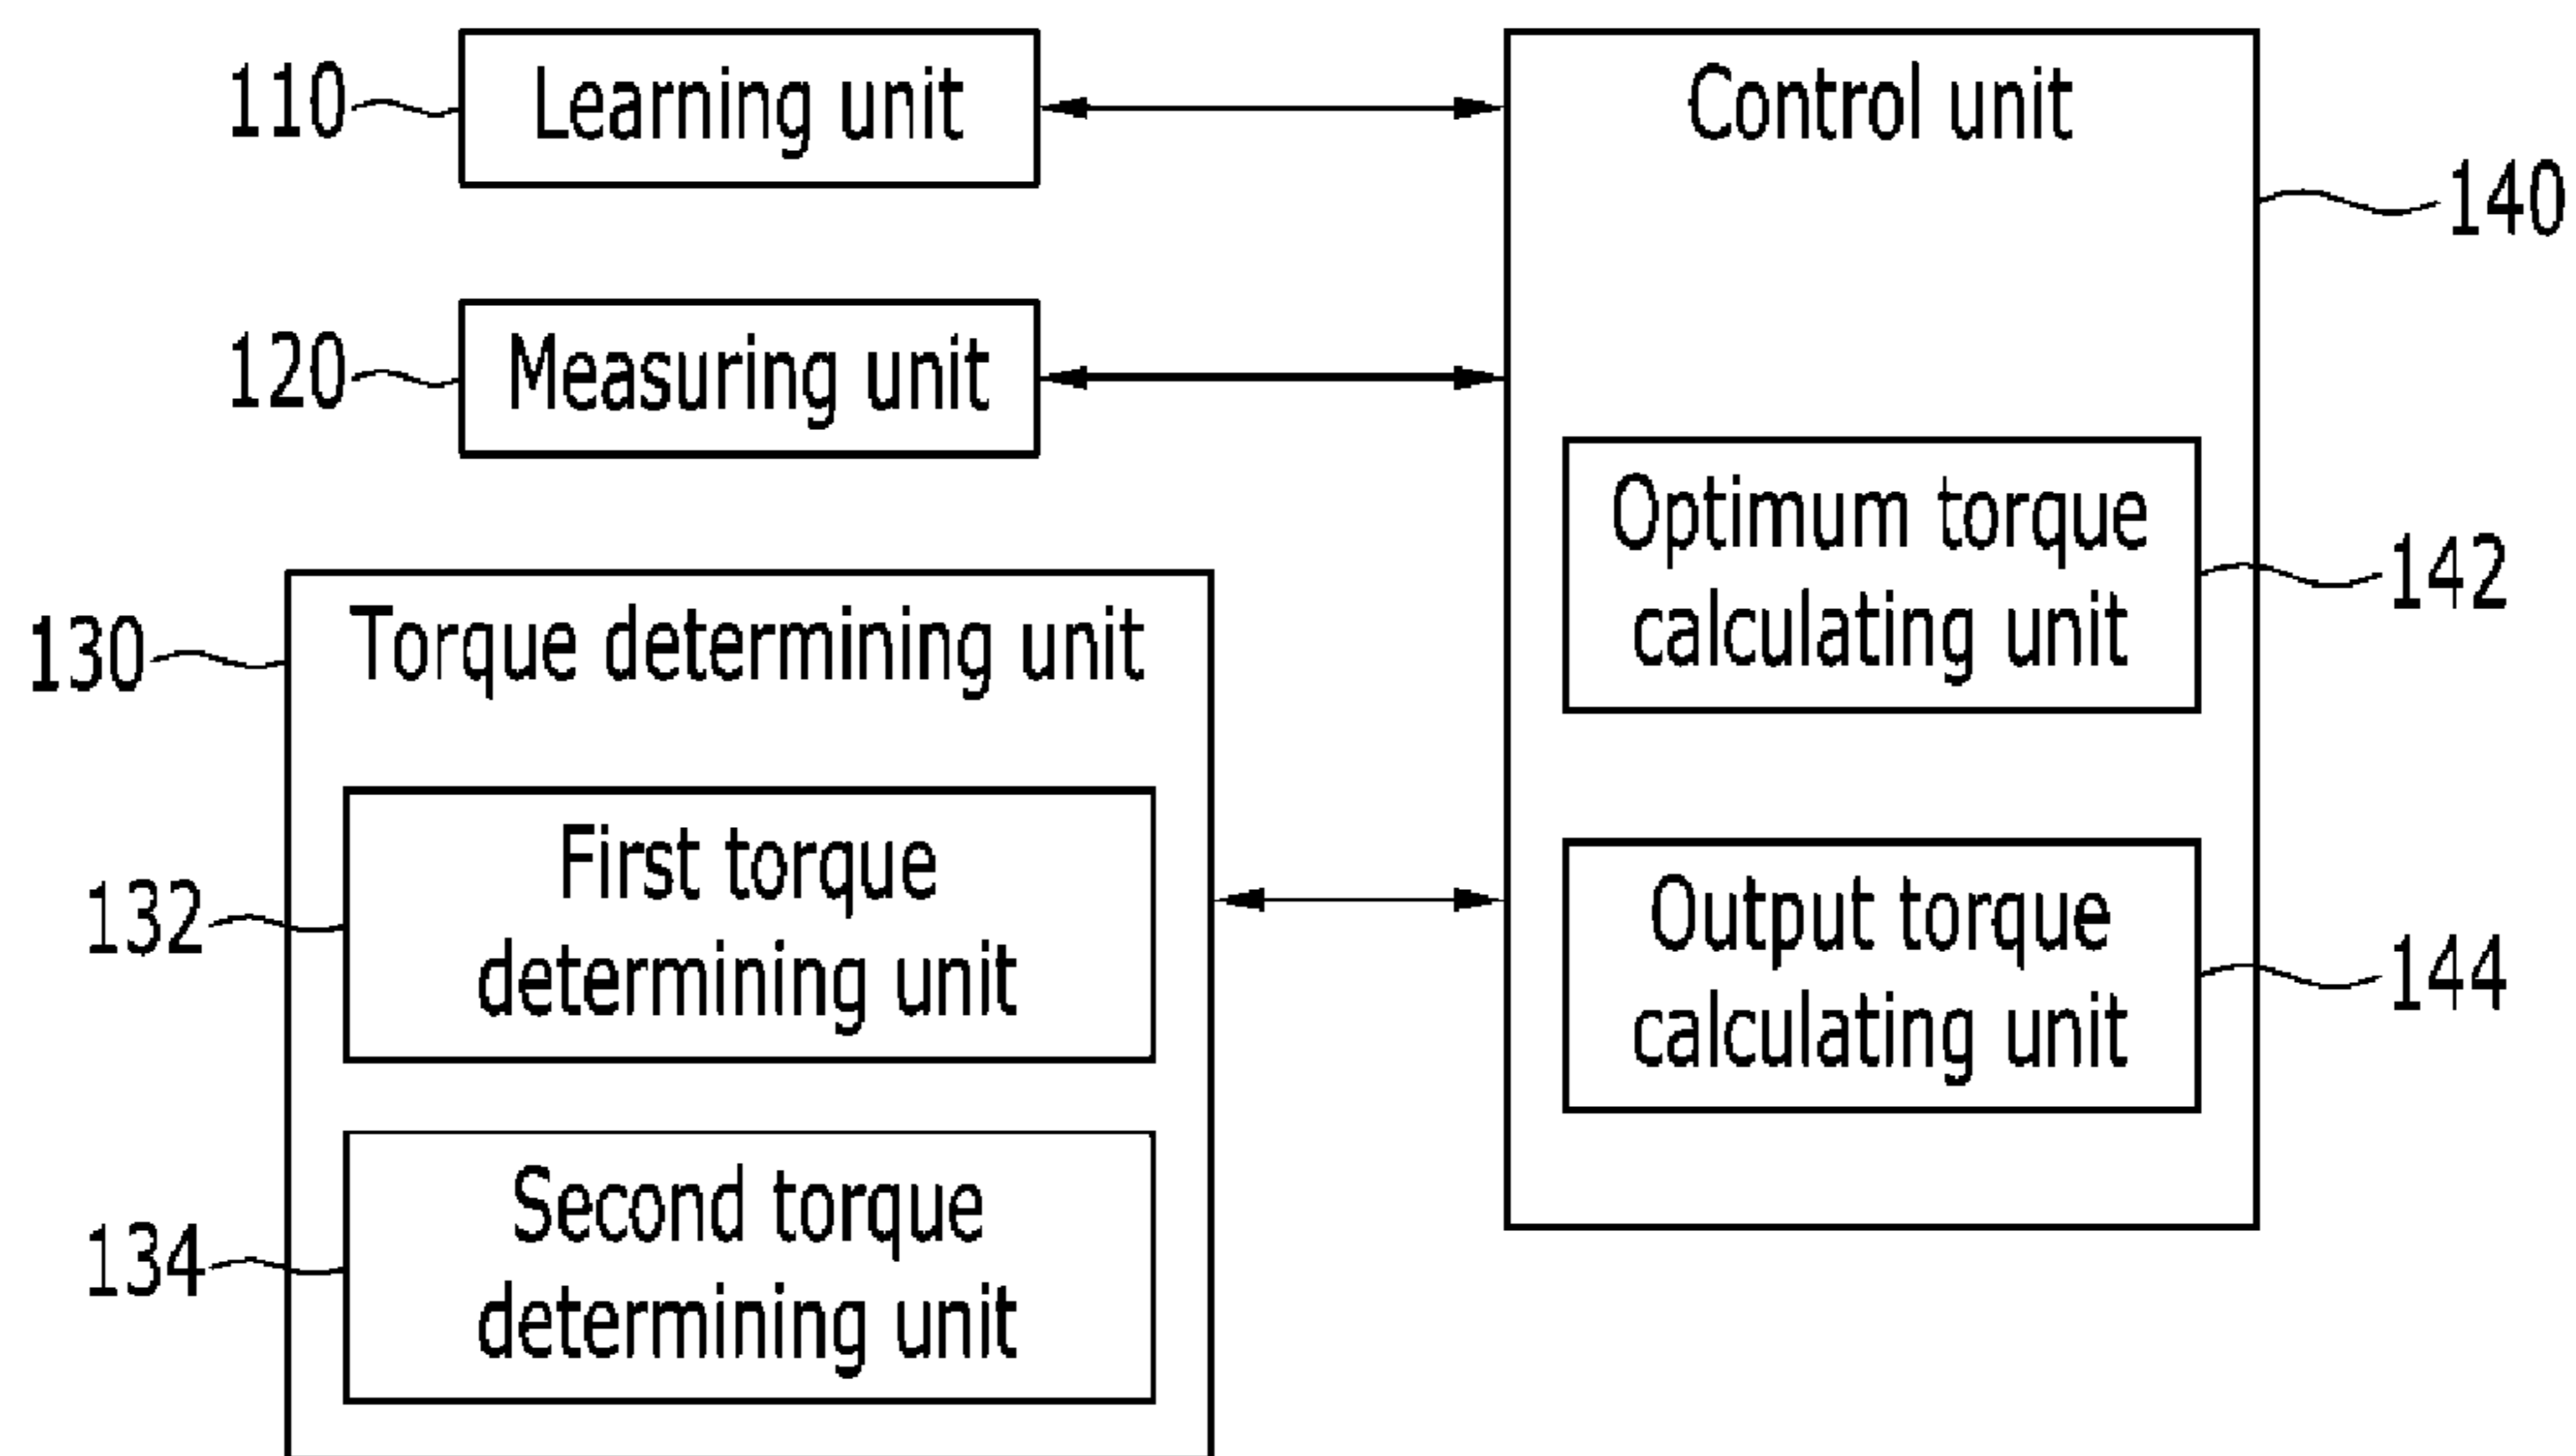 110
Learning unit
120
Measuring unit
130
Torque determining unit
132
First torque
determining unit
134
Second torque
determining unit
Control unit
140
Optimum torque
calculating unit
142
Output torque
calculating unit
144